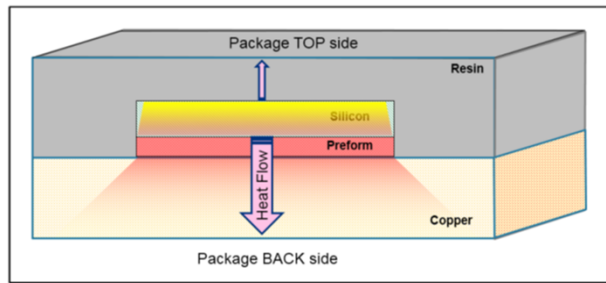 Package TOP side
Resin
Silicon
Preform
Heat Flow
Copper
Package BACK side